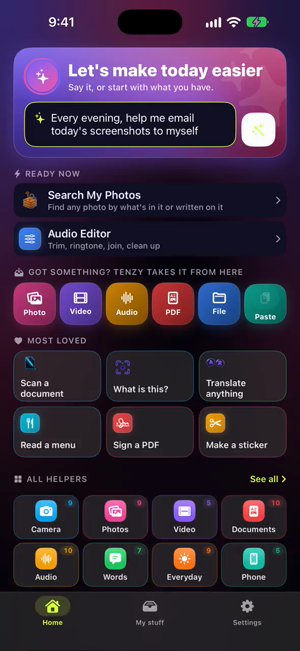 9:41
Let's make today easier
Say it, or start with what you have.
Every evening, help me email
today's screenshots to myself
READY NOW
Search My Photos
Find any photo by what's in it or written on it
Audio Editor
Trim, ringtone, join, clean up
GOT SOMETHING? TENZY TAKES IT FROM HERE
Photo
Video
Audio
PDF
File
Paste
MOST LOVED
Scan a
document
What is this?
Translate
anything
Read a menu
Sign a PDF
Make a sticker
ALL HELPERS
See all
9
Camera
9
Photos
5
Video
10
Documents
10
Audio
7
Words
9
Everyday
5
Phone
Home
My stuff
Settings